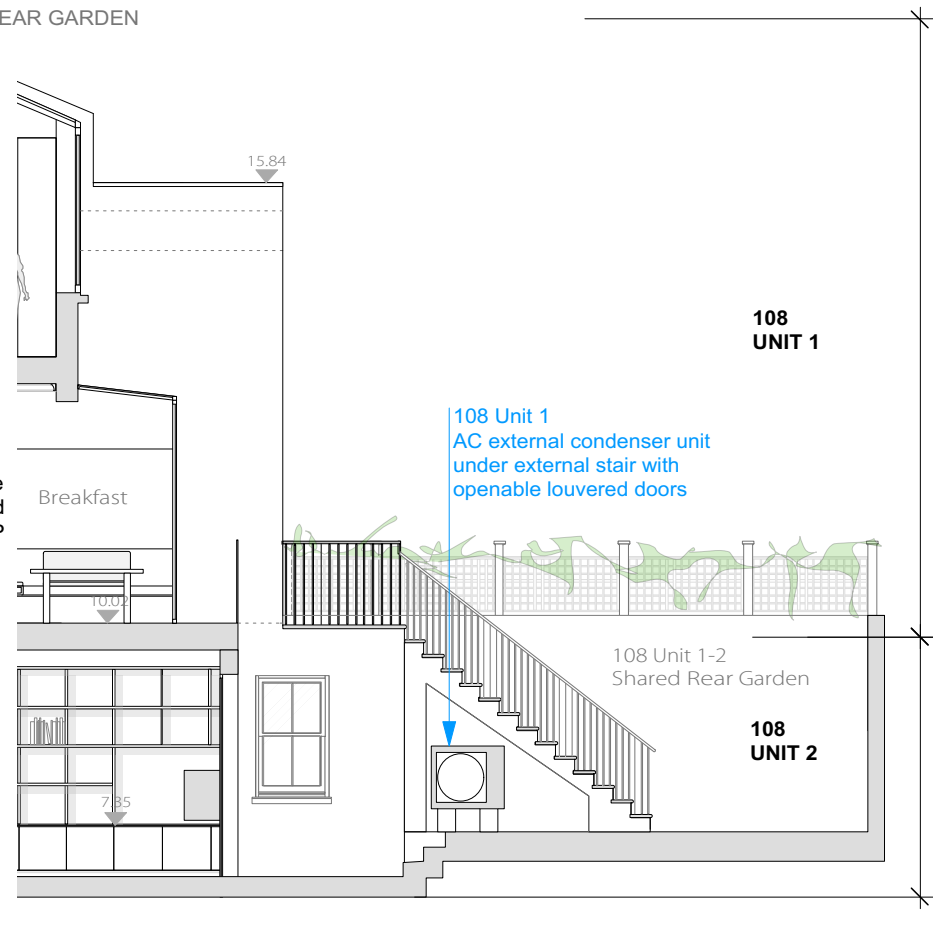 EAR GARDEN
15.84
108
UNIT 1
108 Unit 1
AC external condenser unit
under external stair with
openable louvered doors
Breakfast
10.02
108 Unit 1-2
Shared Rear Garden
108
UNIT 2
7.35